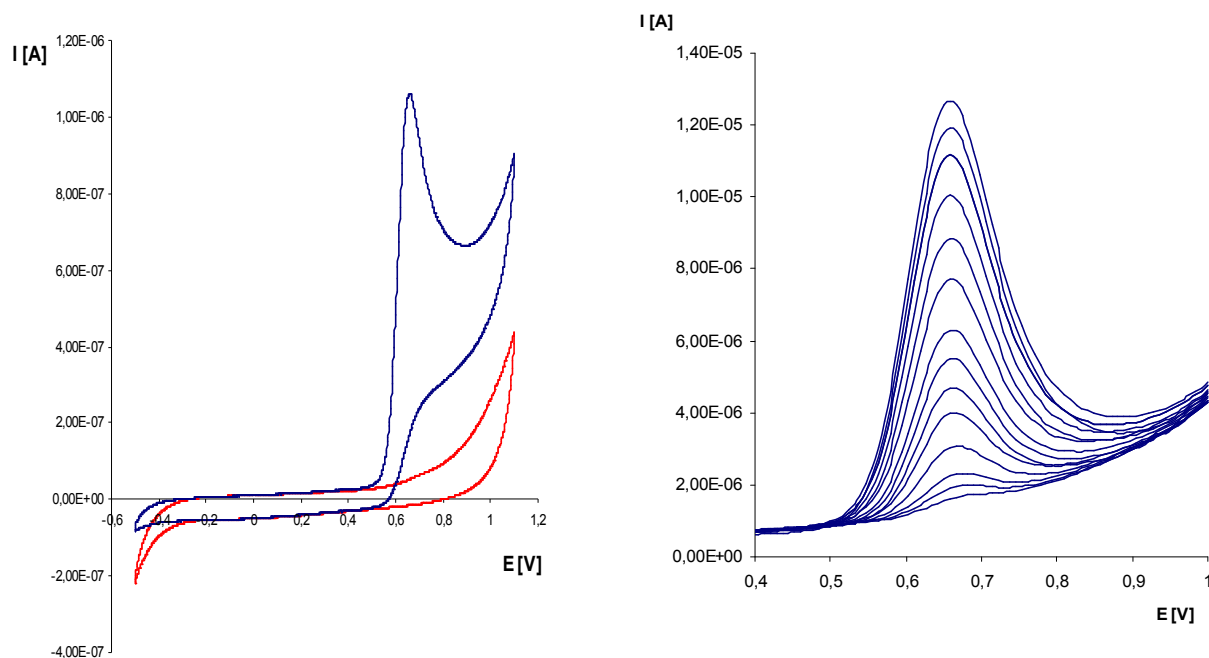 I [A]
1,20E-06
1,00E-06
8,00E-07
6,00E-07
4,00E-07
2,00E-07
0,00E+00
-2,00E-07
-4,00E-07
-0,6 -0,4 -0,2 0 0,2 0,4 0,6 0,8 1 1,2
E [V]
I [A]
1,40E-05
1,20E-05
1,00E-05
8,00E-06
6,00E-06
4,00E-06
2,00E-06
0,00E+00
0,4 0,5 0,6 0,7 0,8 0,9 1
E [V]